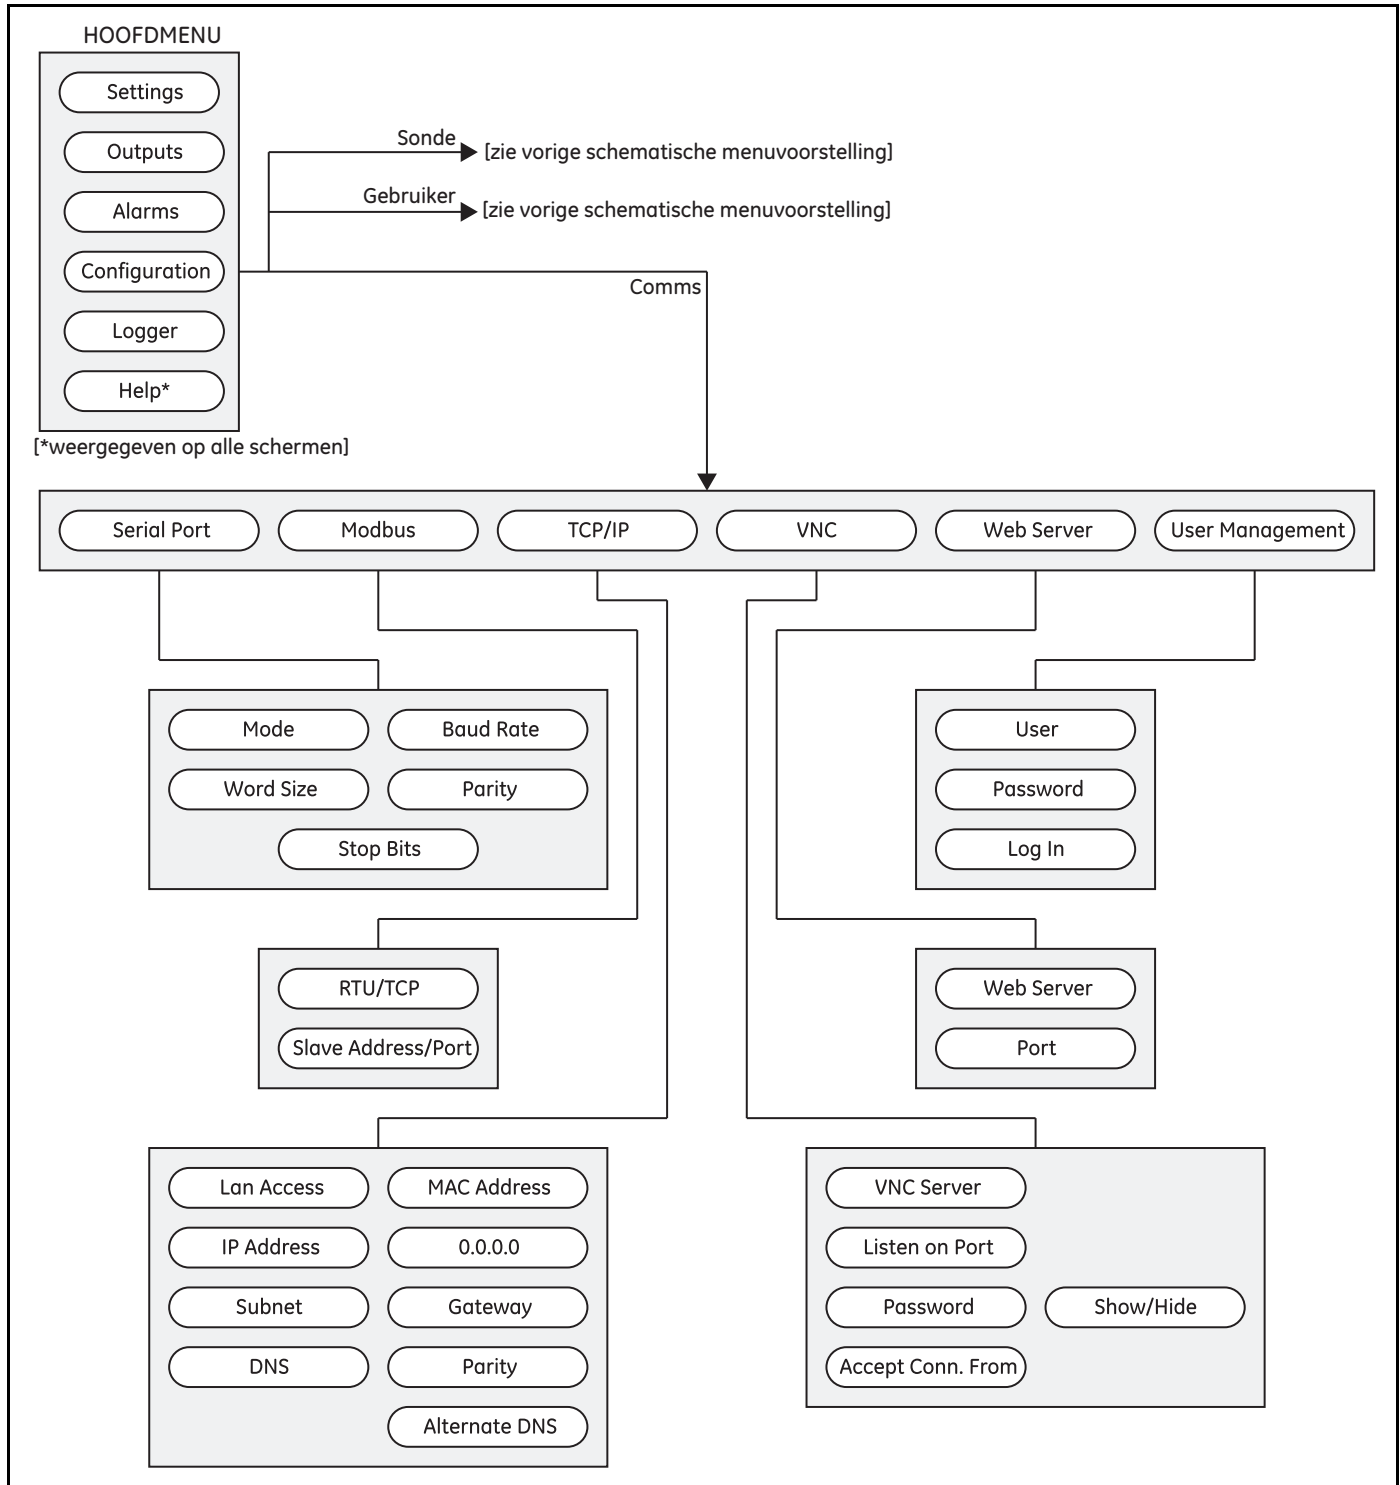 HOOFDMENU
Settings
Outputs
Alarms
Configuration
Logger
Help*
[*weergegeven op alle schermen]
Sonde
[zie vorige schematische menuvoorstelling]
Gebruiker
[zie vorige schematische menuvoorstelling]
Comms
Serial Port
Modbus
TCP/IP
VNC
Web Server
User Management
Mode
Baud Rate
Word Size
Parity
Stop Bits
User
Password
Log In
RTU/TCP
Slave Address/Port
Web Server
Port
Lan Access
MAC Address
IP Address
0.0.0.0
Subnet
Gateway
DNS
Parity
Alternate DNS
VNC Server
Listen on Port
Password
Show/Hide
Accept Conn. From